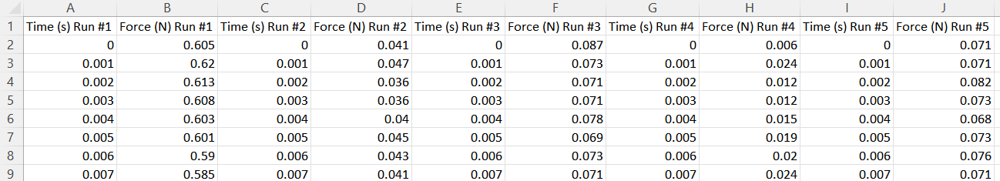 A B C D E F G H I J
1 Time (s) Run #1 Force (N) Run #1 Time (s) Run #2 Force (N) Run #2 Time (s) Run #3 Force (N) Run #3 Time (s) Run #4 Force (N) Run #4 Time (s) Run #5 Force (N) Run #5
2 0 0.605 0 0.041 0 0.087 0 0.006 0 0.071
3 0.001 0.62 0.001 0.047 0.001 0.073 0.001 0.024 0.001 0.071
4 0.002 0.613 0.002 0.036 0.002 0.071 0.002 0.012 0.002 0.082
5 0.003 0.608 0.003 0.036 0.003 0.071 0.003 0.012 0.003 0.073
6 0.004 0.603 0.004 0.04 0.004 0.078 0.004 0.015 0.004 0.068
7 0.005 0.601 0.005 0.045 0.005 0.069 0.005 0.019 0.005 0.073
8 0.006 0.59 0.006 0.043 0.006 0.073 0.006 0.02 0.006 0.076
9 0.007 0.585 0.007 0.041 0.007 0.071 0.007 0.024 0.007 0.071